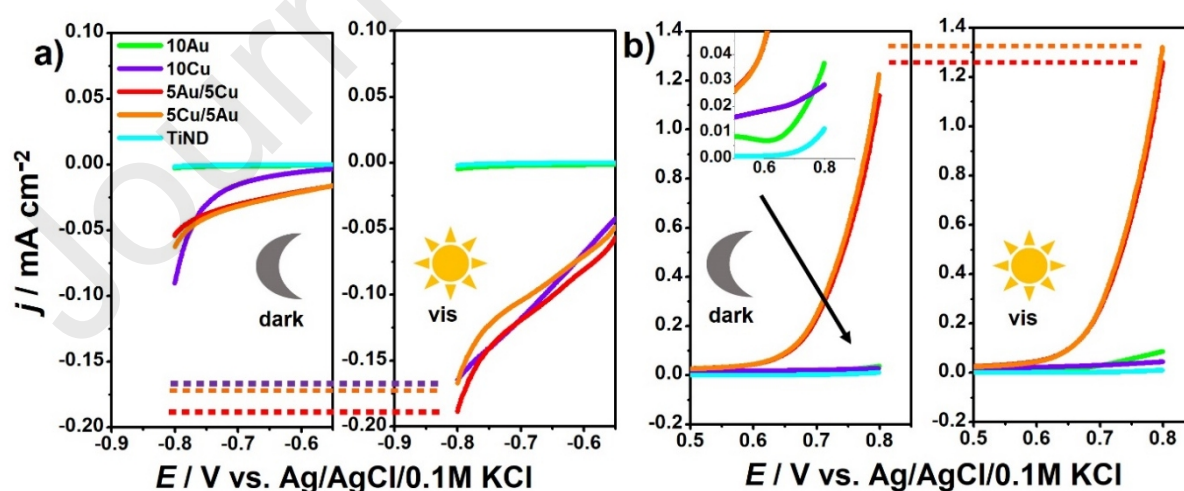 a)
0.10
0.05
0.00
-0.05
-0.10
-0.15
-0.20
j / mA cm⁻²
10Au
10Cu
5Au/5Cu
5Cu/5Au
TiND
dark
-0.9 -0.8 -0.7 -0.6
0.10
0.05
0.00
-0.05
-0.10
-0.15
-0.20
vis
-0.9 -0.8 -0.7 -0.6
E / V vs. Ag/AgCl/0.1M KCl
b)
1.4
1.2
1.0
0.8
0.6
0.4
0.2
0.0
-0.2
0.04
0.03
0.02
0.01
0.00
0.6 0.8
dark
0.5 0.6 0.7 0.8
1.4
1.2
1.0
0.8
0.6
0.4
0.2
0.0
-0.2
vis
0.5 0.6 0.7 0.8
E / V vs. Ag/AgCl/0.1M KCl
Journ